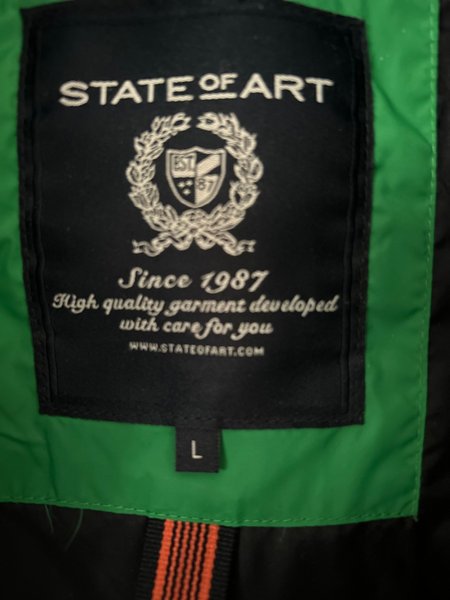 STATE OF ART
EST. 87
Since 1987
High quality garment developed
with care for you
WWW.STATEOFART.COM
L